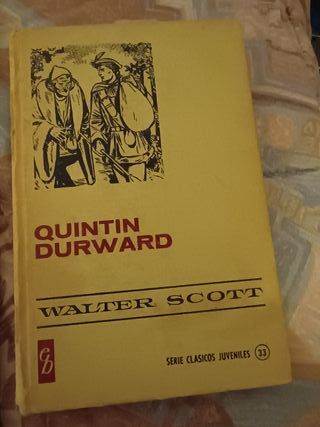 QUINTIN
DURWARD
WALTER SCOTT
SERIE CLASICOS JUVENILES 33